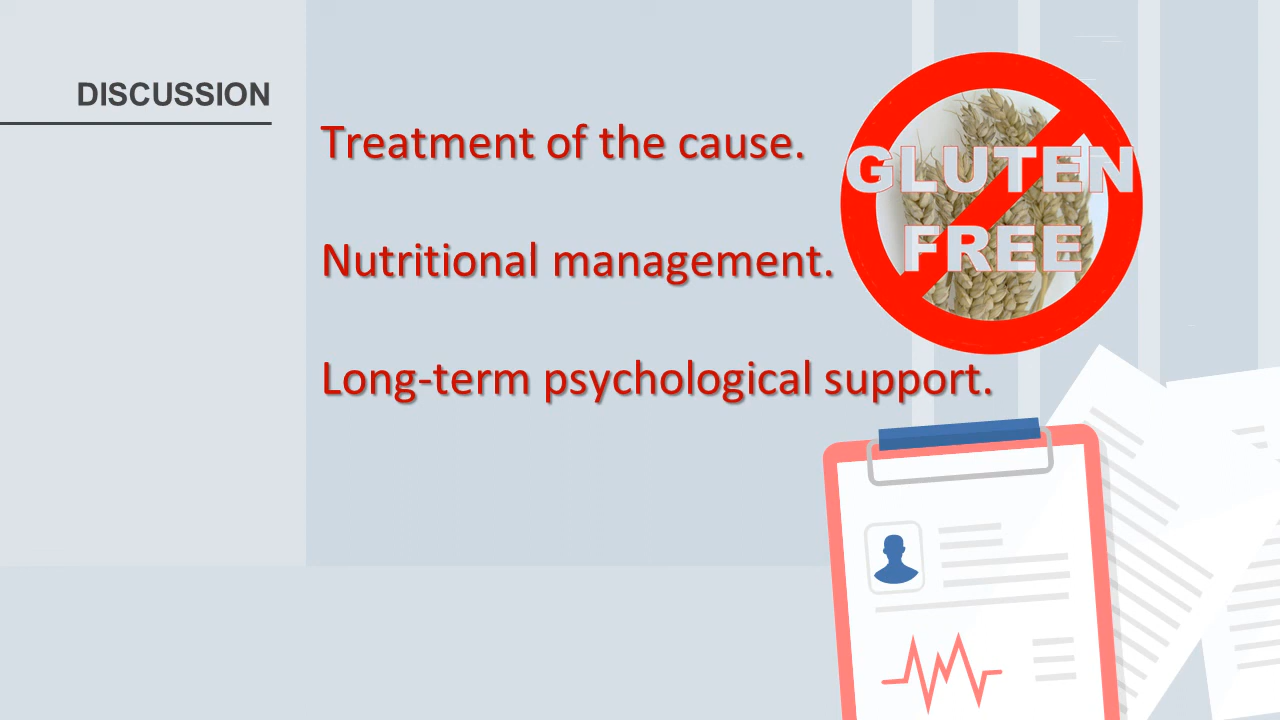 DISCUSSION
Treatment of the cause.
Nutritional management.
Long-term psychological support.
GLUTEN
FREE